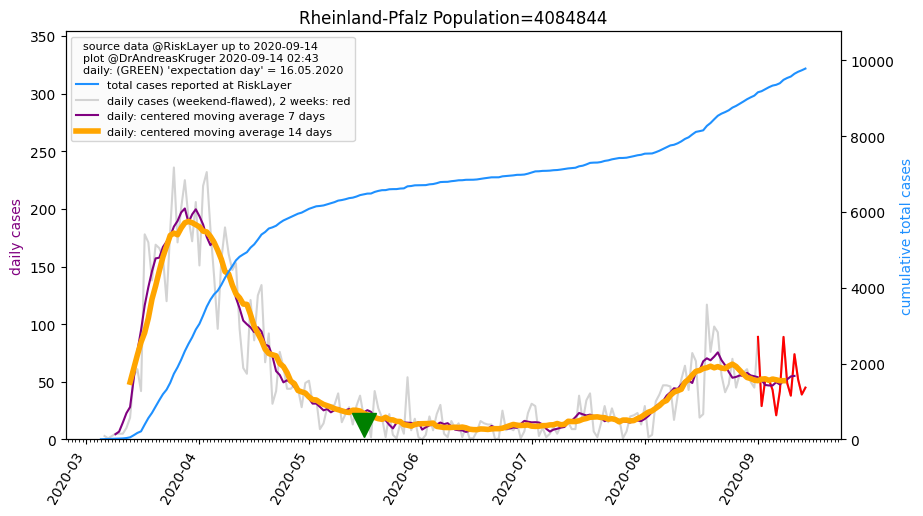 Rheinland-Pfalz Population=4084844
source data @RiskLayer up to 2020-09-14
plot @DrAndreasKruger 2020-09-14 02:43
daily: (GREEN) 'expectation day' = 16.05.2020
total cases reported at RiskLayer
daily cases (weekend-flawed), 2 weeks: red
daily: centered moving average 7 days
daily: centered moving average 14 days
daily cases
350
300
250
200
150
100
50
0
cumulative total cases
10000
8000
6000
4000
2000
0
2020-03
2020-04
2020-05
2020-06
2020-07
2020-08
2020-09